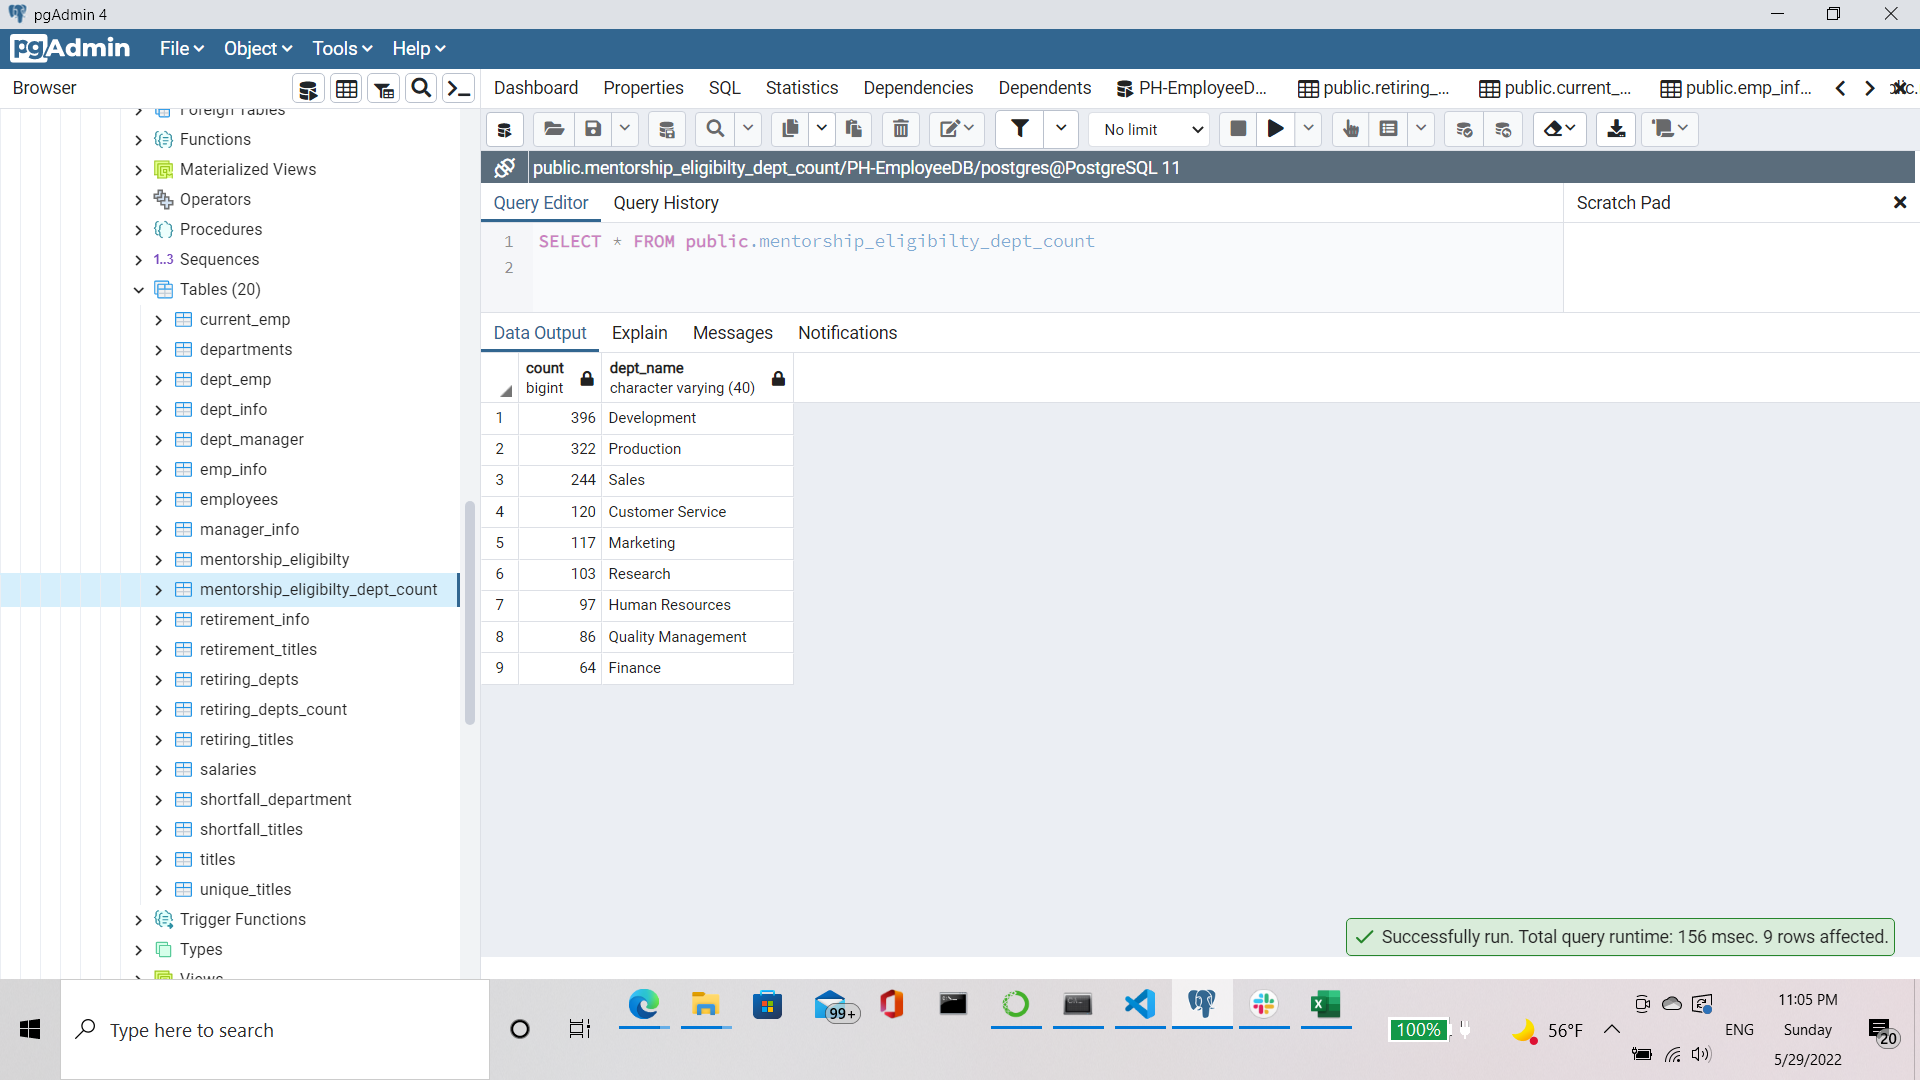 pgAdmin 4
pgAdmin File Object Tools Help
Browser
Dashboard Properties SQL Statistics Dependencies Dependents PH-EmployeeD... public.retiring_... public.current_... public.emp_inf...
No limit
public.mentorship_eligibilty_dept_count/PH-EmployeeDB/postgres@PostgreSQL 11
Query Editor Query History
Scratch Pad
1 SELECT * FROM public.mentorship_eligibilty_dept_count
2
Data Output Explain Messages Notifications
count bigint
dept_name character varying (40)
1 396 Development
2 322 Production
3 244 Sales
4 120 Customer Service
5 117 Marketing
6 103 Research
7 97 Human Resources
8 86 Quality Management
9 64 Finance
Foreign Tables
Functions
Materialized Views
Operators
Procedures
1..3 Sequences
Tables (20)
current_emp
departments
dept_emp
dept_info
dept_manager
emp_info
employees
manager_info
mentorship_eligibilty
mentorship_eligibilty_dept_count
retirement_info
retirement_titles
retiring_depts
retiring_depts_count
retiring_titles
salaries
shortfall_department
shortfall_titles
titles
unique_titles
Trigger Functions
Types
Views
Successfully run. Total query runtime: 156 msec. 9 rows affected.
Type here to search
99+
100%
56°F
ENG
11:05 PM
Sunday
5/29/2022
20